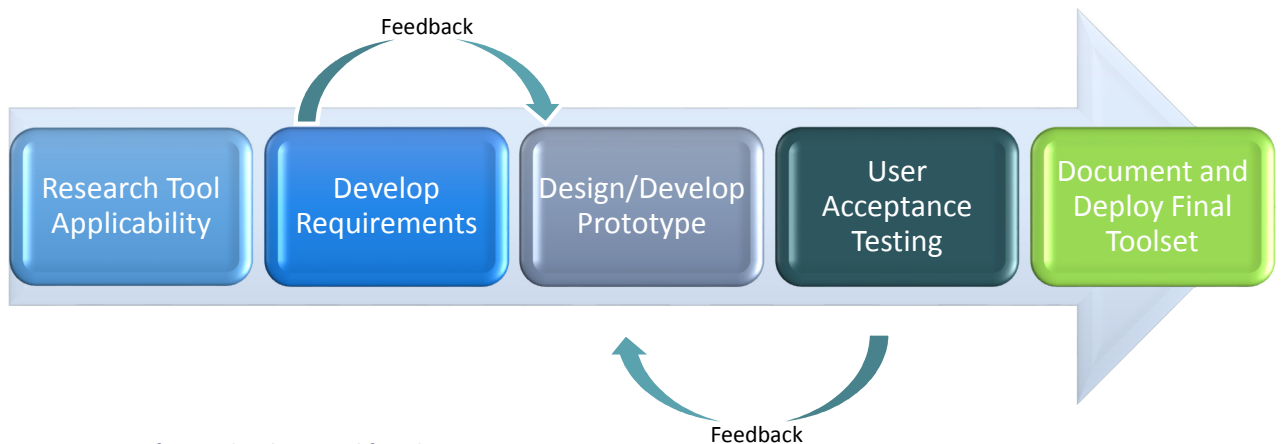 Feedback
Research Tool
Applicability
Develop
Requirements
Design/Develop
Prototype
User
Acceptance
Testing
Document and
Deploy Final
Toolset
Feedback